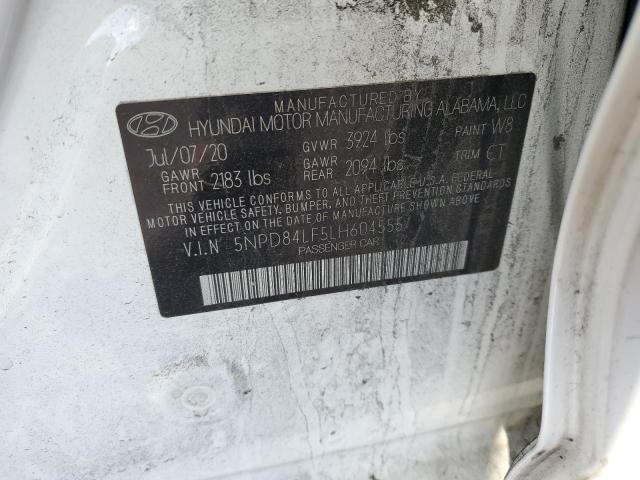 MANUFACTURED BY
HYUNDAI MOTOR MANUFACTURING ALABAMA, LLC
Jul/07/20 GVWR 3924 lbs PAINT W8
GAWR FRONT 2183 lbs GAWR REAR 2094 lbs TRIM CT
THIS VEHICLE CONFORMS TO ALL APPLICABLE U.S.A. FEDERAL
MOTOR VEHICLE SAFETY, BUMPER, AND THEFT PREVENTION STANDARDS
IN EFFECT ON THE DATE OF MANUFACTURE SHOWN ABOVE.
V.I.N 5NPD84LF5LH604555
PASSENGER CAR